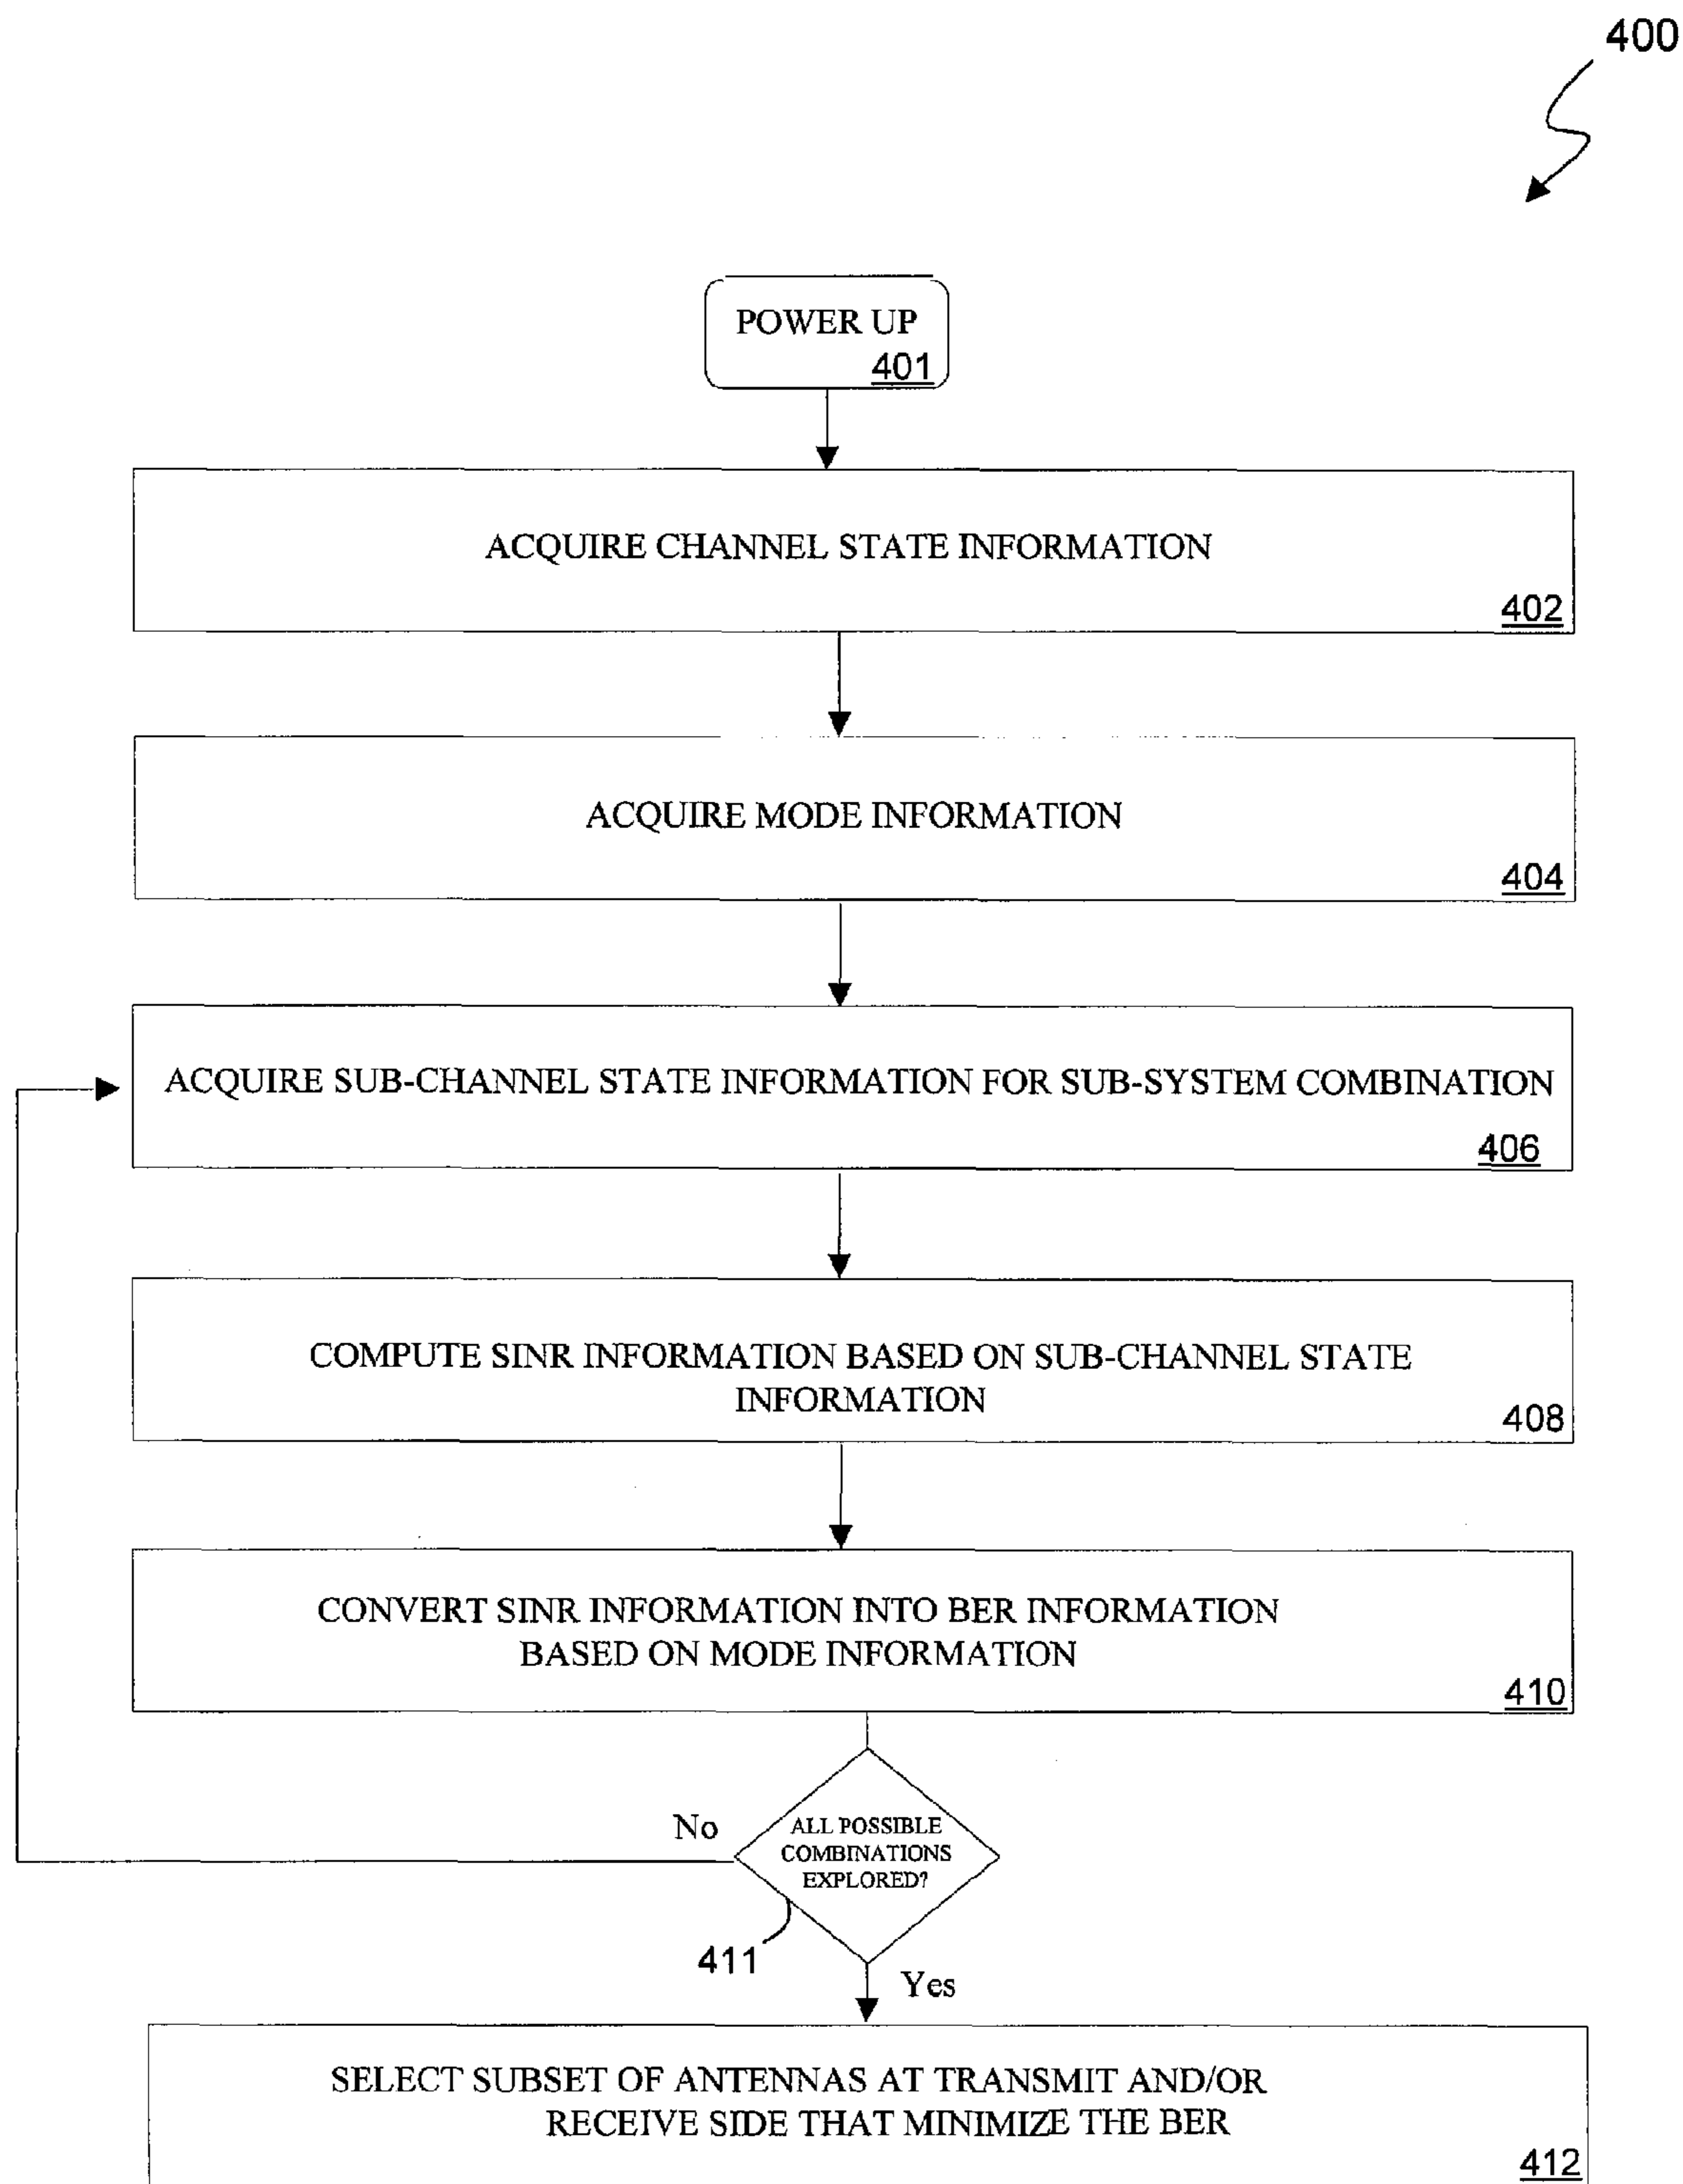 400
POWER UP
401
ACQUIRE CHANNEL STATE INFORMATION
402
ACQUIRE MODE INFORMATION
404
ACQUIRE SUB-CHANNEL STATE INFORMATION FOR SUB-SYSTEM COMBINATION
406
COMPUTE SINR INFORMATION BASED ON SUB-CHANNEL STATE
INFORMATION
408
CONVERT SINR INFORMATION INTO BER INFORMATION
BASED ON MODE INFORMATION
410
No
ALL POSSIBLE
COMBINATIONS
EXPLORED?
411
Yes
SELECT SUBSET OF ANTENNAS AT TRANSMIT AND/OR
RECEIVE SIDE THAT MINIMIZE THE BER
412